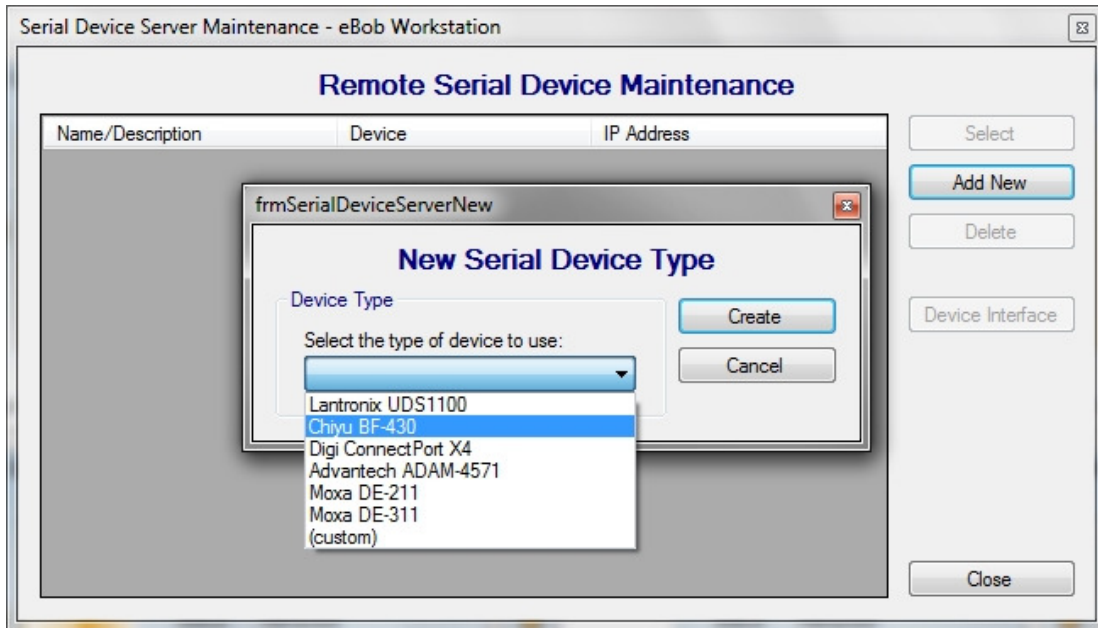 Serial Device Server Maintenance - eBob Workstation
Remote Serial Device Maintenance
Name/Description Device IP Address
Select
Add New
Delete
Device Interface
Close
frmSerialDeviceServerNew
New Serial Device Type
Device Type
Select the type of device to use:
Create
Cancel
Lantronix UDS1100
Chiyu BF-430
Digi ConnectPort X4
Advantech ADAM-4571
Moxa DE-211
Moxa DE-311
(custom)